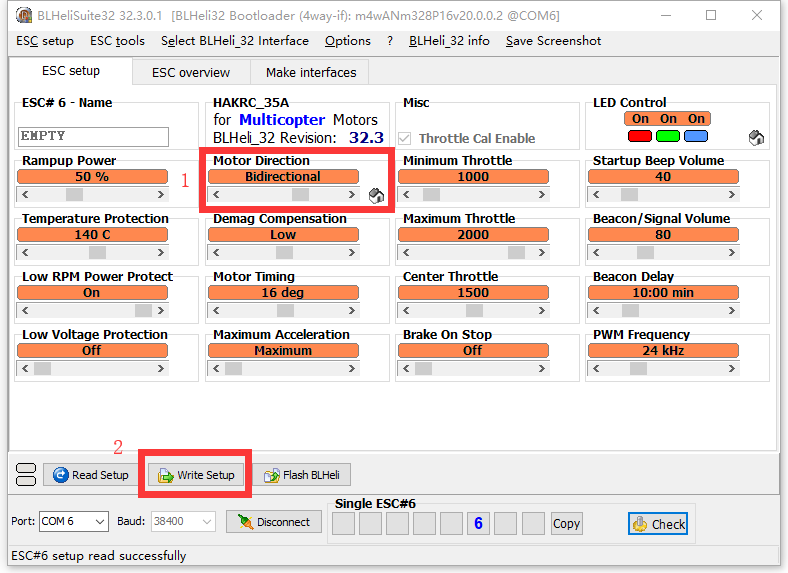 BLHeliSuite32 32.3.0.1 [BLHeli32 Bootloader (4way-if): m4wANm328P16v20.0.0.2 @COM6]
ESC setup ESC tools Select BLHeli_32 Interface Options ? BLHeli_32 info Save Screenshot
ESC setup ESC overview Make interfaces
ESC# 6 - Name
EMPTY
HAKRC_35A
for Multicopter Motors
BLHeli_32 Revision: 32.3
Misc
Throttle Cal Enable
LED Control
On On On
Rampup Power
50 %
1
Motor Direction
Bidirectional
Minimum Throttle
1000
Startup Beep Volume
40
Temperature Protection
140 C
Demag Compensation
Low
Maximum Throttle
2000
Beacon/Signal Volume
80
Low RPM Power Protect
On
Motor Timing
16 deg
Center Throttle
1500
Beacon Delay
10:00 min
Low Voltage Protection
Off
Maximum Acceleration
Maximum
Brake On Stop
Off
PWM Frequency
24 kHz
2
Read Setup Write Setup Flash BLHeli
Single ESC#6
Port: COM 6 Baud: 38400 Disconnect 6 Copy Check
ESC#6 setup read successfully